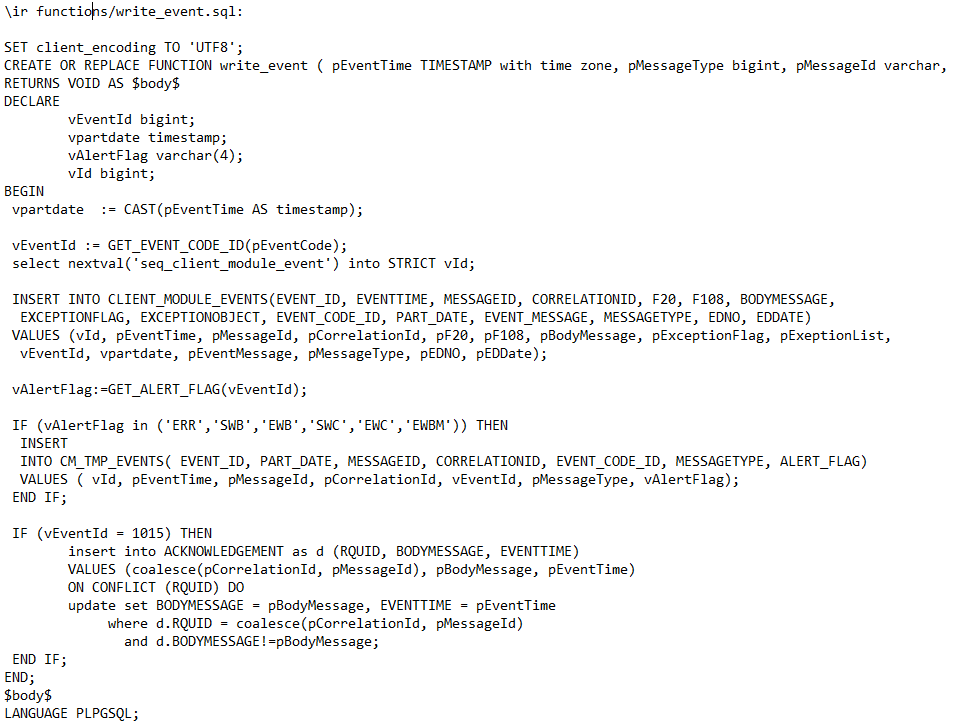 \ir functions/write_event.sql:

SET client_encoding TO 'UTF8';
CREATE OR REPLACE FUNCTION write_event ( pEventTime TIMESTAMP with time zone, pMessageType bigint, pMessageId varchar,
RETURNS VOID AS $body$
DECLARE
        vEventId bigint;
        vpartdate timestamp;
        vAlertFlag varchar(4);
        vId bigint;
BEGIN
 vpartdate  := CAST(pEventTime AS timestamp);

 vEventId := GET_EVENT_CODE_ID(pEventCode);
 select nextval('seq_client_module_event') into STRICT vId;

 INSERT INTO CLIENT_MODULE_EVENTS(EVENT_ID, EVENTTIME, MESSAGEID, CORRELATIONID, F20, F108, BODYMESSAGE,
  EXCEPTIONFLAG, EXCEPTIONOBJECT, EVENT_CODE_ID, PART_DATE, EVENT_MESSAGE, MESSAGETYPE, EDNO, EDDATE)
 VALUES (vId, pEventTime, pMessageId, pCorrelationId, pF20, pF108, pBodyMessage, pExceptionFlag, pExeptionList,
  vEventId, vpartdate, pEventMessage, pMessageType, pEDNO, pEDDate);

 vAlertFlag:=GET_ALERT_FLAG(vEventId);

 IF (vAlertFlag in ('ERR','SWB','EWB','SWC','EWC','EWBM')) THEN
  INSERT
  INTO CM_TMP_EVENTS( EVENT_ID, PART_DATE, MESSAGEID, CORRELATIONID, EVENT_CODE_ID, MESSAGETYPE, ALERT_FLAG)
  VALUES ( vId, pEventTime, pMessageId, pCorrelationId, vEventId, pMessageType, vAlertFlag);
 END IF;

 IF (vEventId = 1015) THEN
        insert into ACKNOWLEDGEMENT as d (RQUID, BODYMESSAGE, EVENTTIME)
        VALUES (coalesce(pCorrelationId, pMessageId), pBodyMessage, pEventTime)
        ON CONFLICT (RQUID) DO
        update set BODYMESSAGE = pBodyMessage, EVENTTIME = pEventTime
             where d.RQUID = coalesce(pCorrelationId, pMessageId)
               and d.BODYMESSAGE!=pBodyMessage;
 END IF;
END;
$body$
LANGUAGE PLPGSQL;